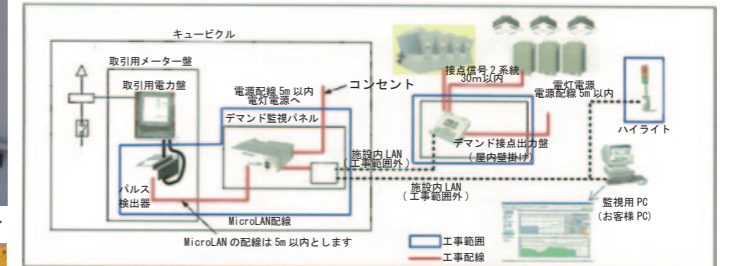 キュービクル
取引用メーター盤
取引用電力盤
電源配線 5m 以内
電灯電源へ
コンセント
デマンド監視パネル
パルス
検出器
MicroLAN配線
MicroLAN の配線は 5m 以内とします
施設内 LAN
(工事範囲外)
接点信号 2 系統
30m以内
電灯電源
電源配線 5m 以内
デマンド接点出力盤
(屋内壁掛け)
ハイライト
施設内 LAN
(工事範囲外)
監視用 PC
(お客様 PC)
工事範囲
工事配線